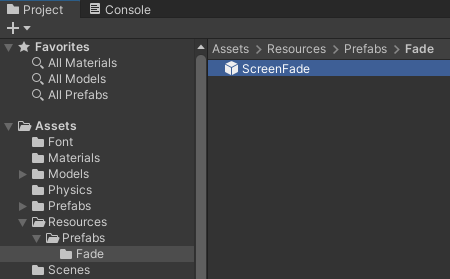 Project
Console
Favorites
All Materials
All Models
All Prefabs
Assets
Font
Materials
Models
Physics
Prefabs
Resources
Prefabs
Fade
Scenes
Assets > Resources > Prefabs > Fade
ScreenFade